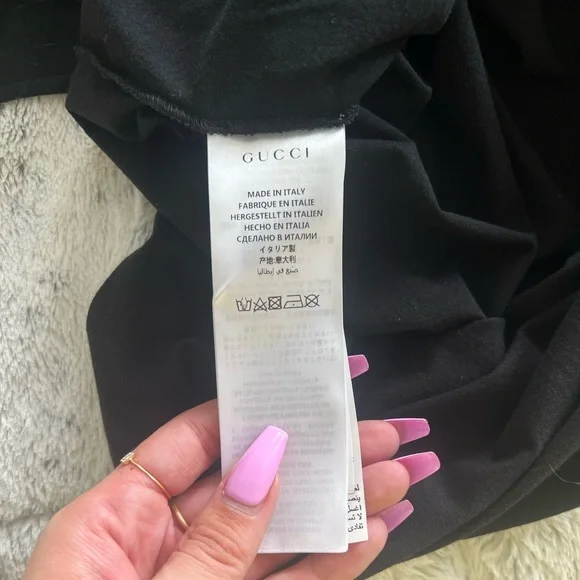 GUCCI
MADE IN ITALY
FABRIQUE EN ITALIE
HERGESTELLT IN ITALIEN
HECHO EN ITALIA
СДЕЛАНО В ИТАЛИИ
イタリア製
产地:意大利
صنع في إيطاليا